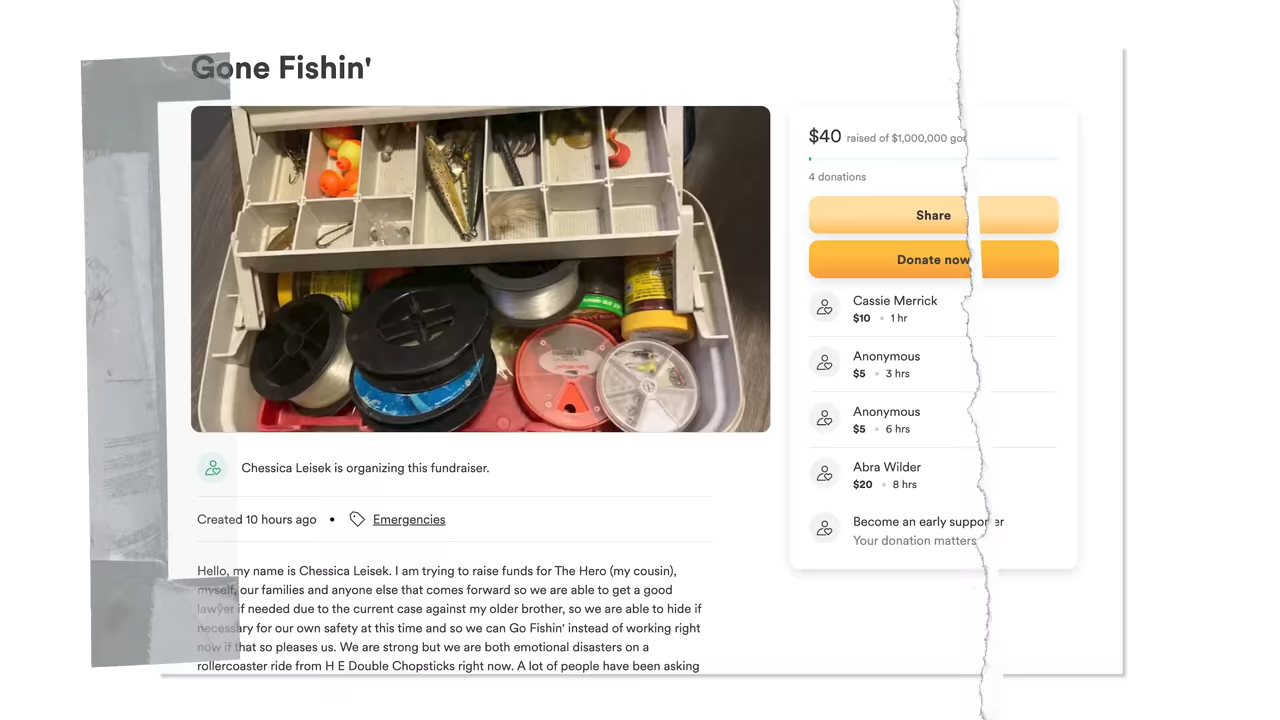 Gone Fishin'
$40 raised of $1,000,000 goa
4 donations
Share
Donate now
Cassie Merrick
$10 • 1 hr
Anonymous
$5 • 3 hrs
Anonymous
$5 • 6 hrs
Abra Wilder
$20 • 8 hrs
Become an early supporter
Your donation matters
Chessica Leisek is organizing this fundraiser.
Created 10 hours ago • Emergencies
Hello, my name is Chessica Leisek. I am trying to raise funds for The Hero (my cousin),
myself, our families and anyone else that comes forward so we are able to get a good
lawyer if needed due to the current case against my older brother, so we are able to hide if
necessary for our own safety at this time and so we can Go Fishin' instead of working right
now if that so pleases us. We are strong but we are both emotional disasters on a
rollercoaster ride from H E Double Chopsticks right now. A lot of people have been asking